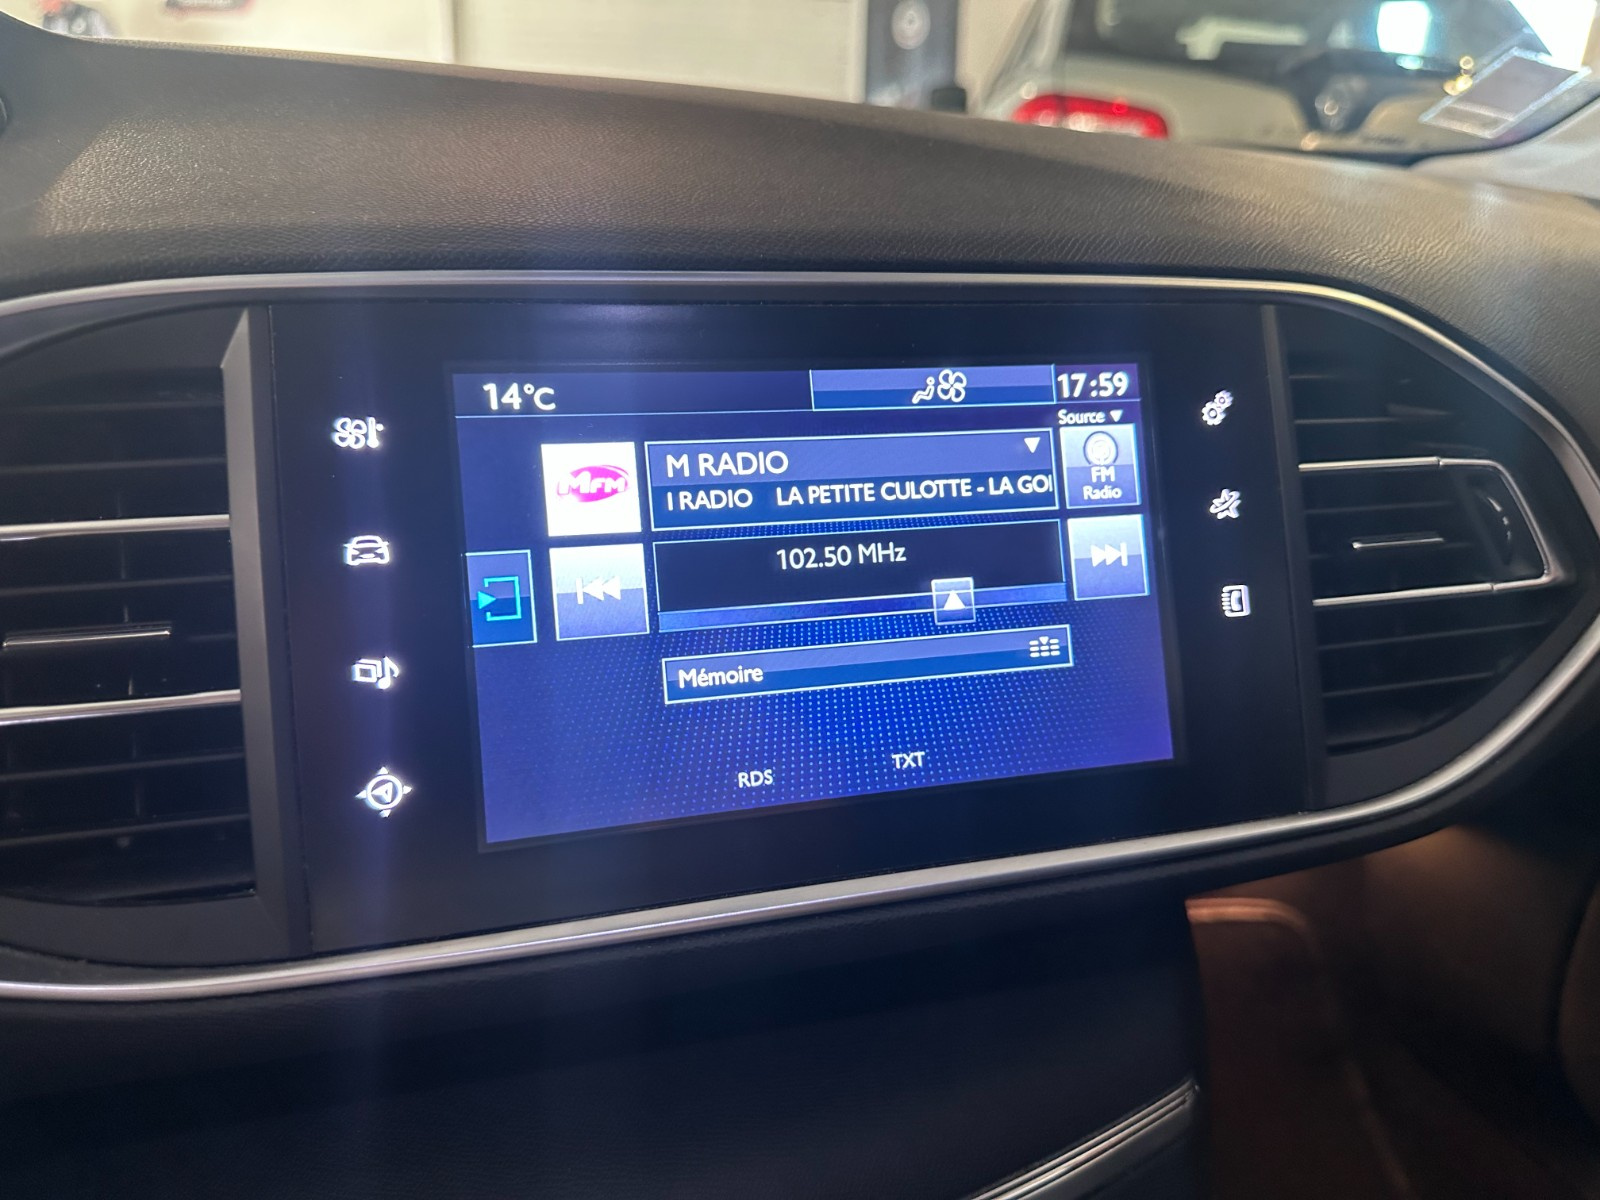 14°C
17:59
Source
MFM
M RADIO
I RADIO LA PETITE CULOTTE - LA GO
FM
Radio
102.50 MHz
Mémoire
RDS
TXT